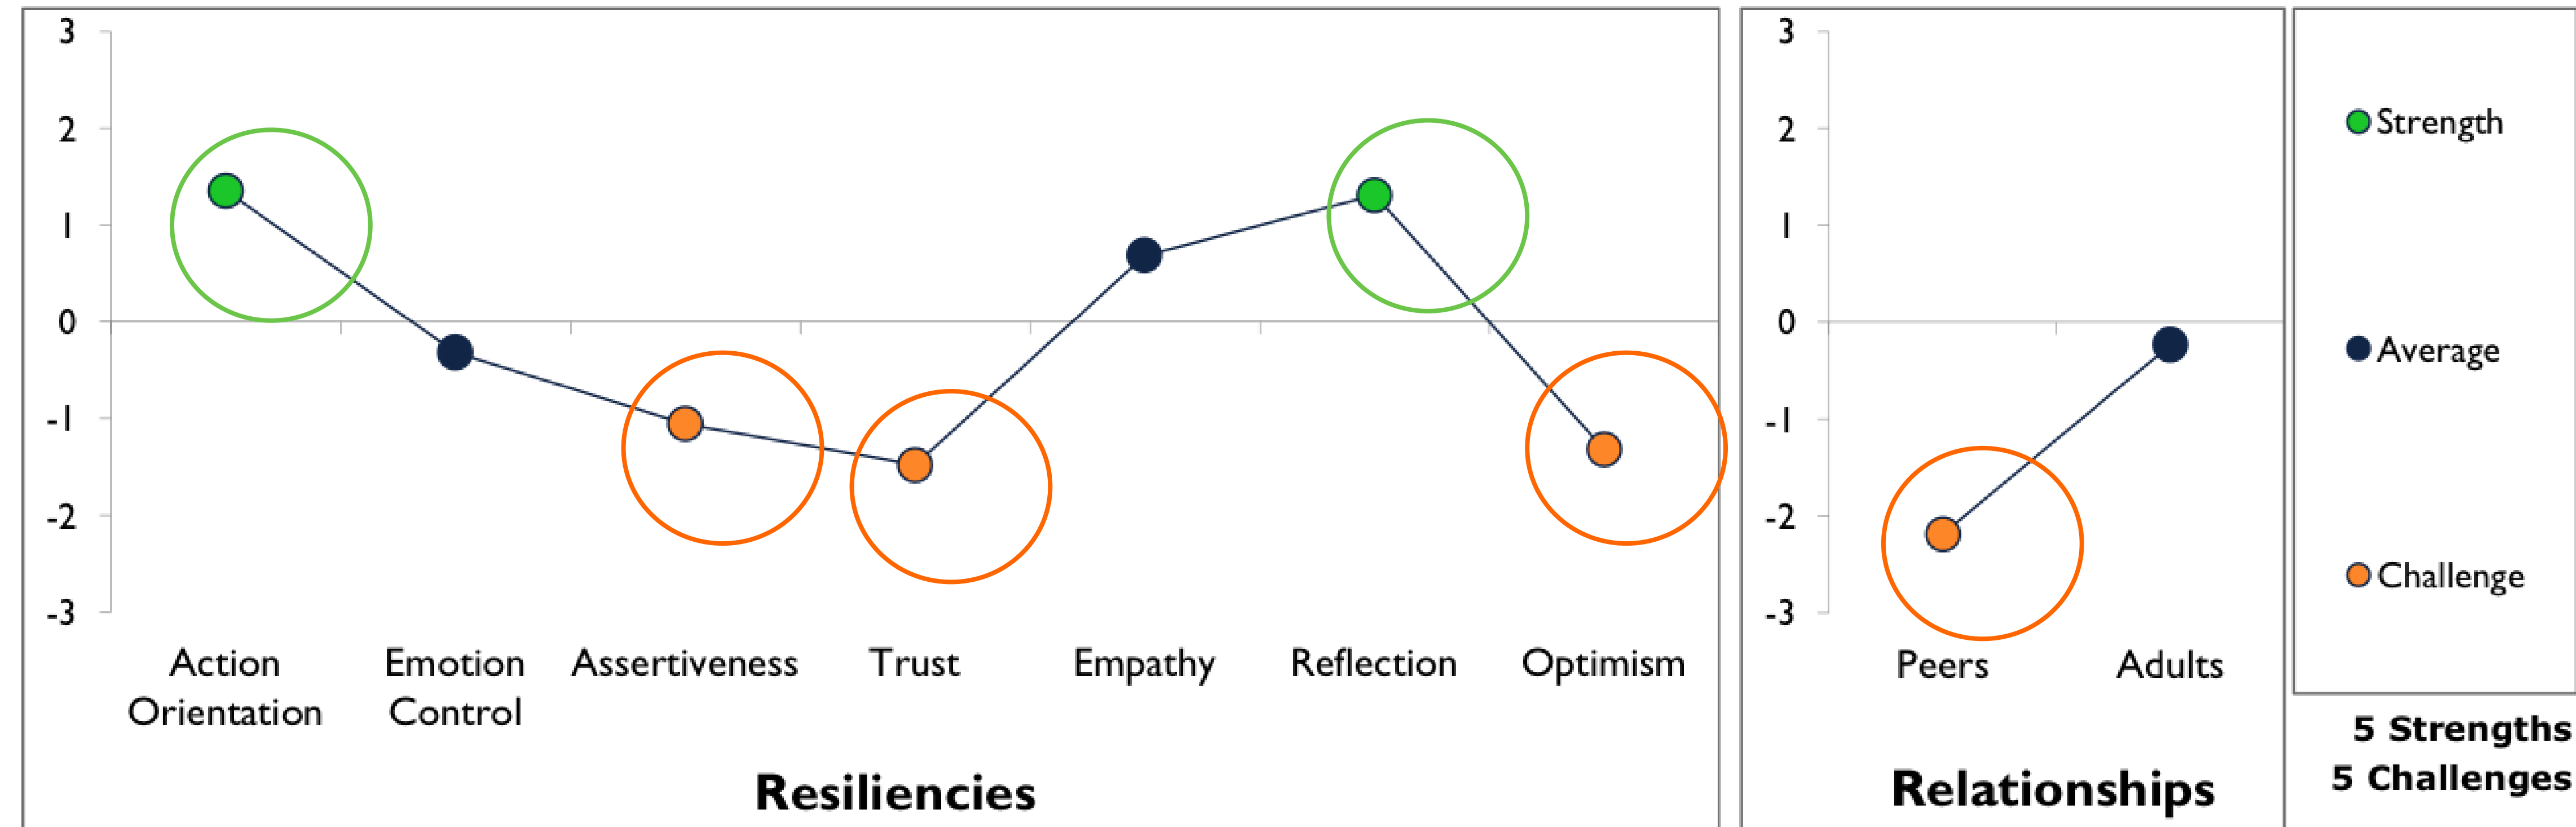 3
2
1
0
-1
-2
-3
Action Orientation
Emotion Control
Assertiveness
Trust
Empathy
Reflection
Optimism
Resiliencies
3
2
1
0
-1
-2
-3
Peers
Adults
Relationships
Strength
Average
Challenge
5 Strengths
5 Challenges